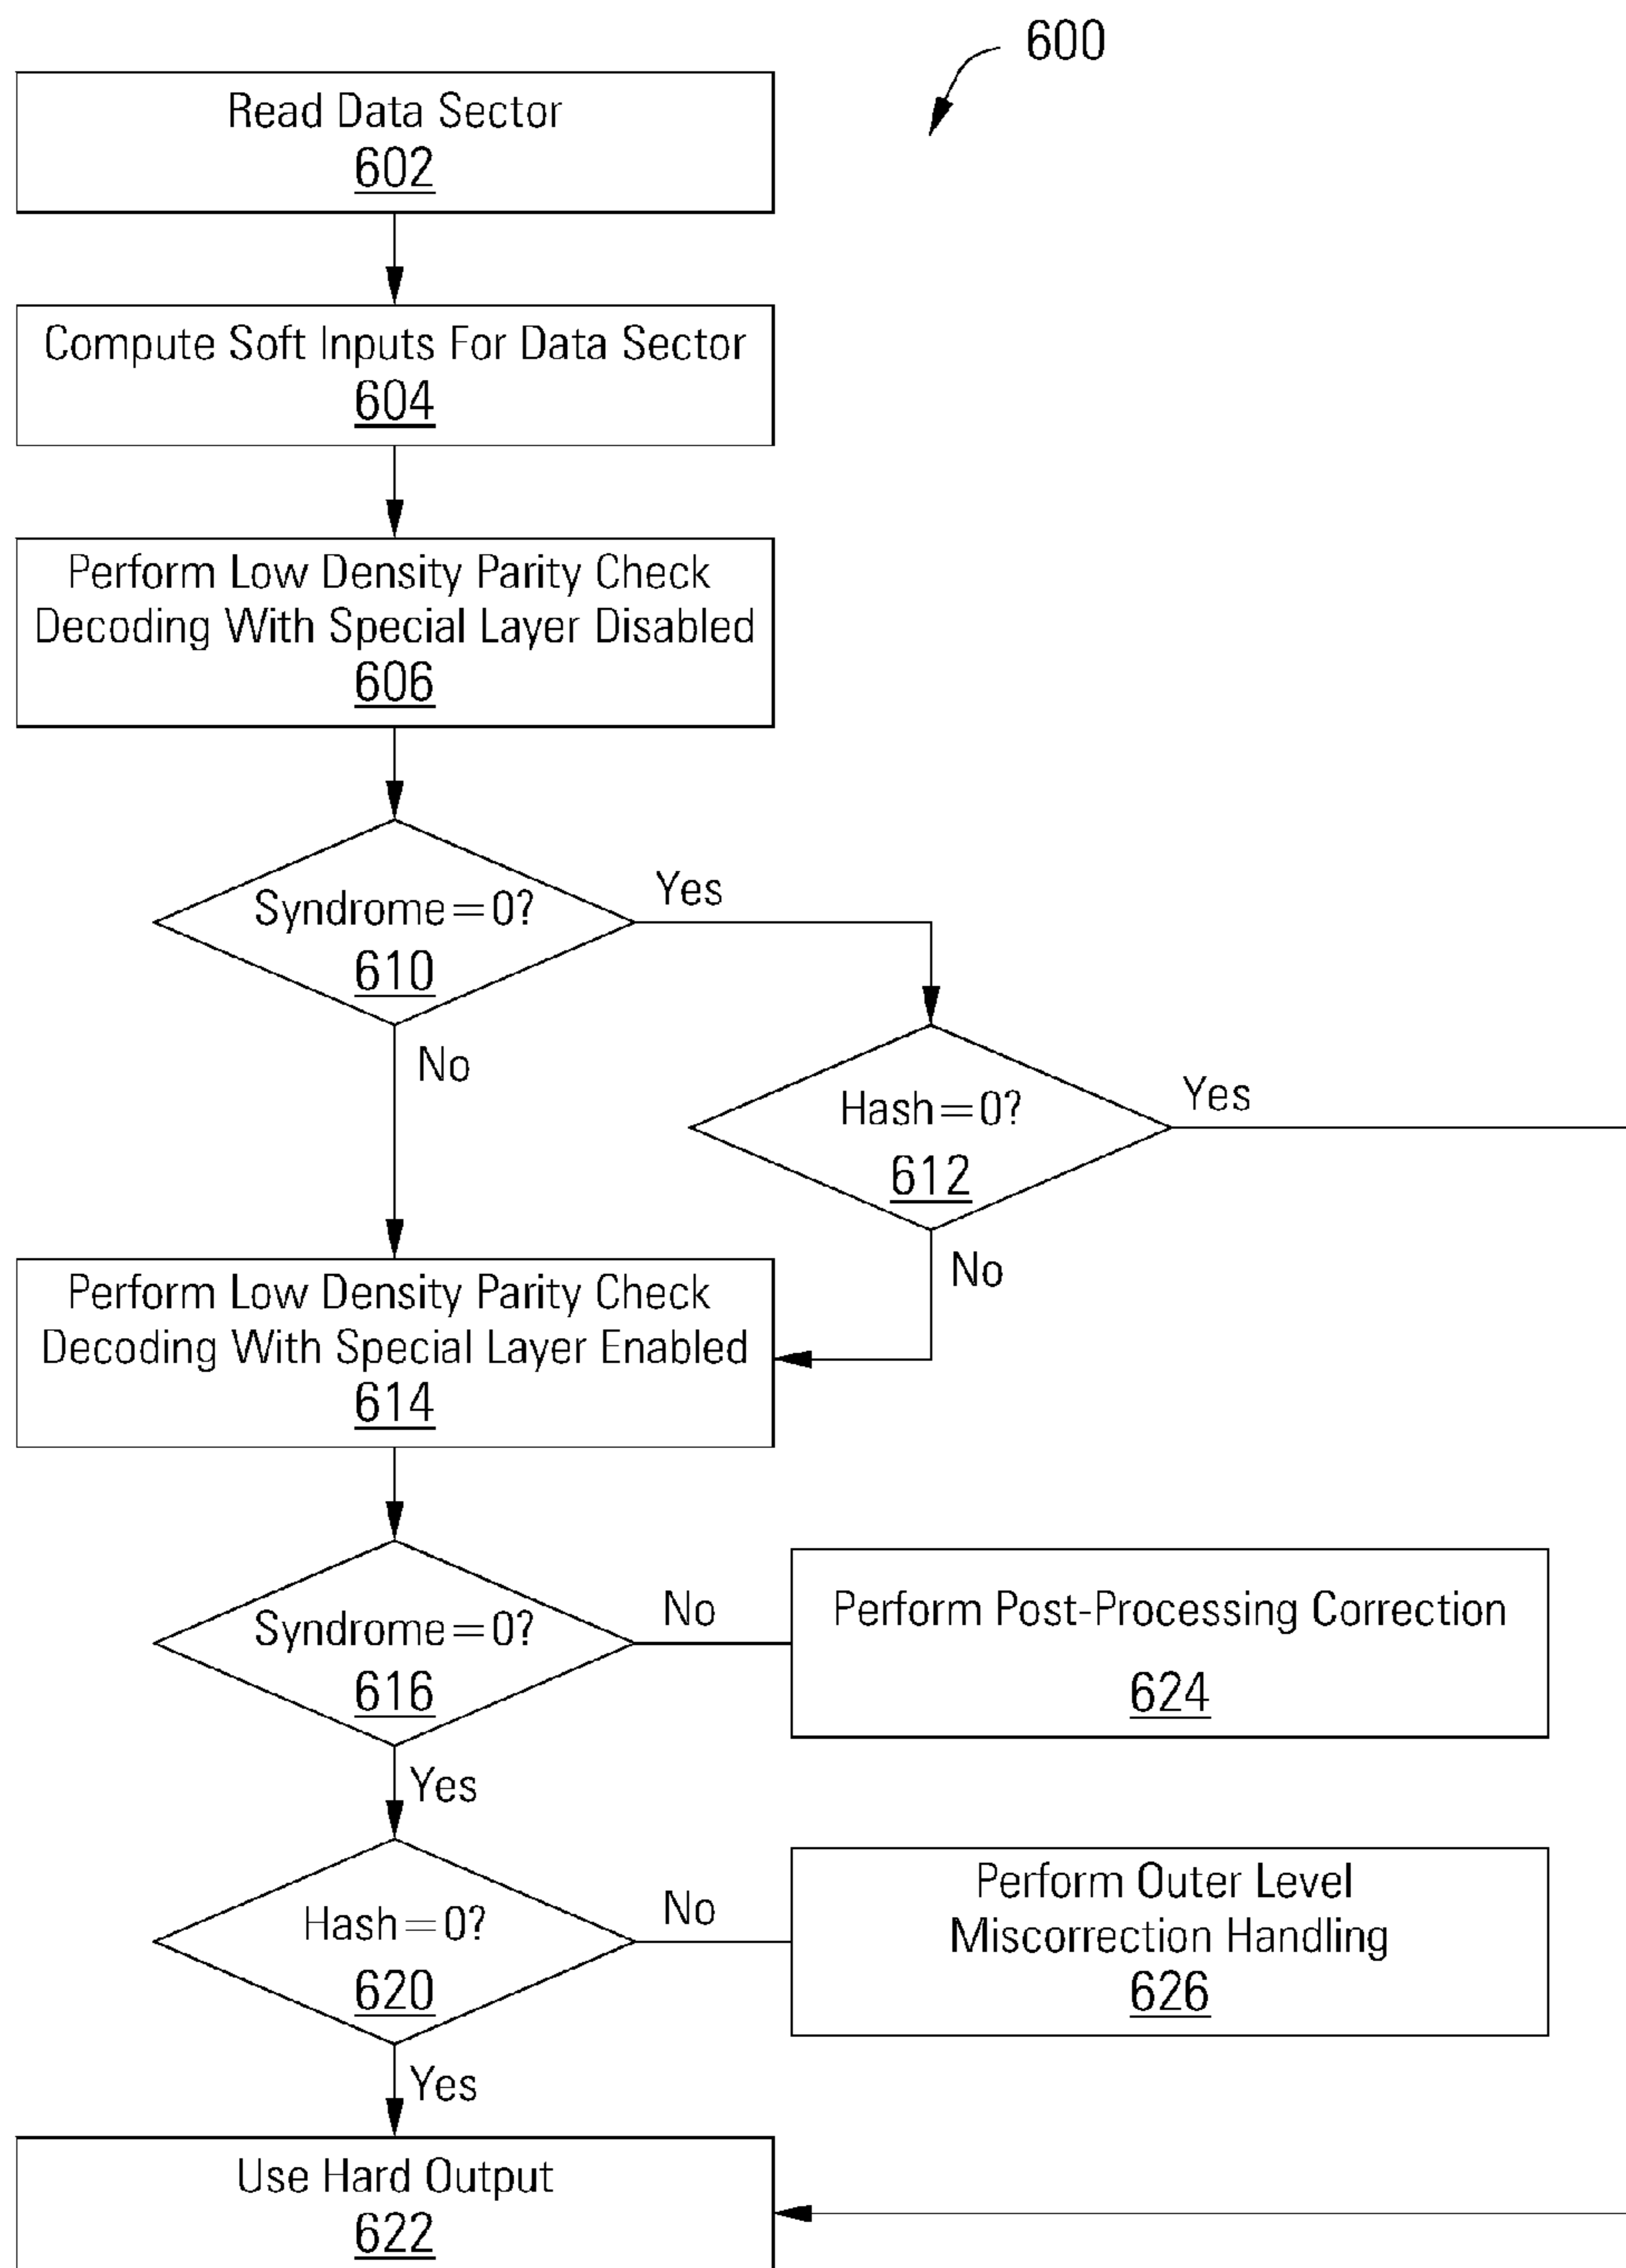 600
Read Data Sector
602
Compute Soft Inputs For Data Sector
604
Perform Low Density Parity Check
Decoding With Special Layer Disabled
606
Syndrome=0?
610
Yes
No
Hash=0?
612
Yes
No
Perform Low Density Parity Check
Decoding With Special Layer Enabled
614
Syndrome=0?
616
No
Perform Post-Processing Correction
624
Yes
Hash=0?
620
No
Perform Outer Level
Miscorrection Handling
626
Yes
Use Hard Output
622